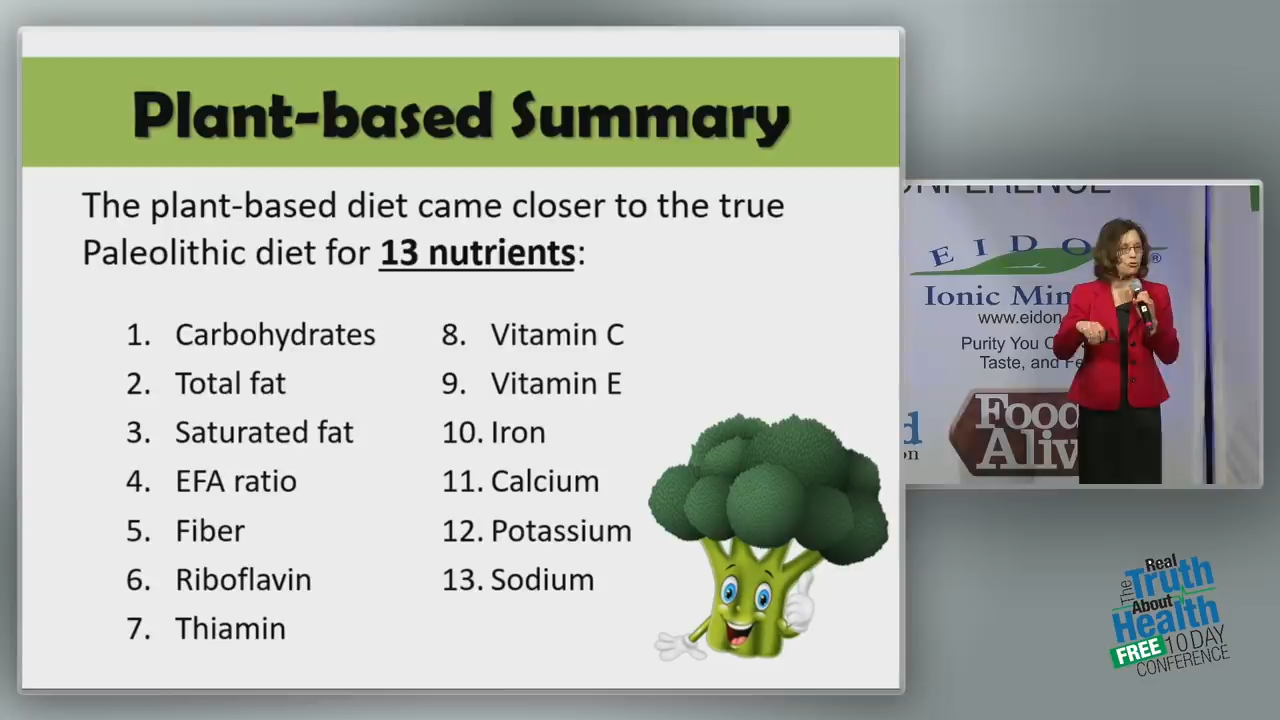 Plant-based Summary
The plant-based diet came closer to the true
Paleolithic diet for 13 nutrients:
1. Carbohydrates
2. Total fat
3. Saturated fat
4. EFA ratio
5. Fiber
6. Riboflavin
7. Thiamin
8. Vitamin C
9. Vitamin E
10. Iron
11. Calcium
12. Potassium
13. Sodium
EIDO
®
Ionic Min
www.eidon
Purity You C
Taste, and Fe
Food
Aliv
d
on
The
Real
Truth
About
Health
FREE 10 DAY
CONFERENCE